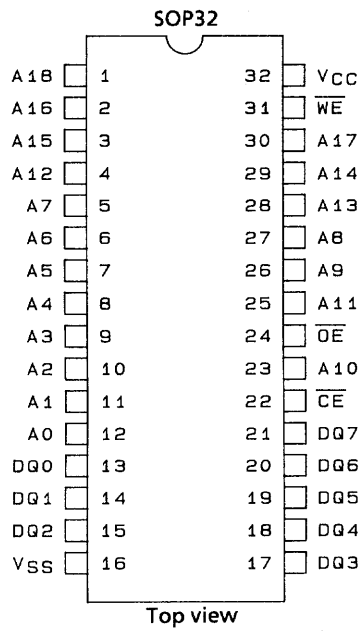 SOP32
A18 1 32 VCC
A16 2 31 WE
A15 3 30 A17
A12 4 29 A14
A7 5 28 A13
A6 6 27 A8
A5 7 26 A9
A4 8 25 A11
A3 9 24 OE
A2 10 23 A10
A1 11 22 CE
A0 12 21 DQ7
DQ0 13 20 DQ6
DQ1 14 19 DQ5
DQ2 15 18 DQ4
VSS 16 17 DQ3
Top view